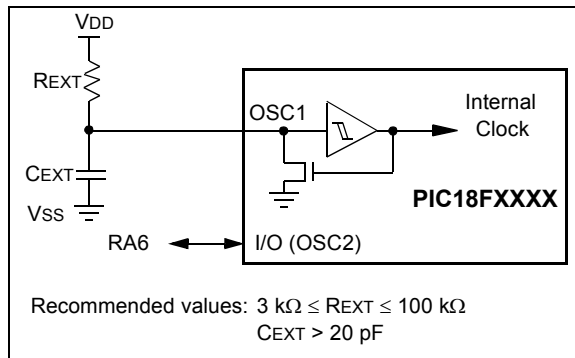 VDD
REXT
OSC1
Internal
Clock
CEXT
PIC18FXXXX
VSS
RA6
I/O (OSC2)
Recommended values: 3 kΩ ≤ REXT ≤ 100 kΩ
CEXT > 20 pF